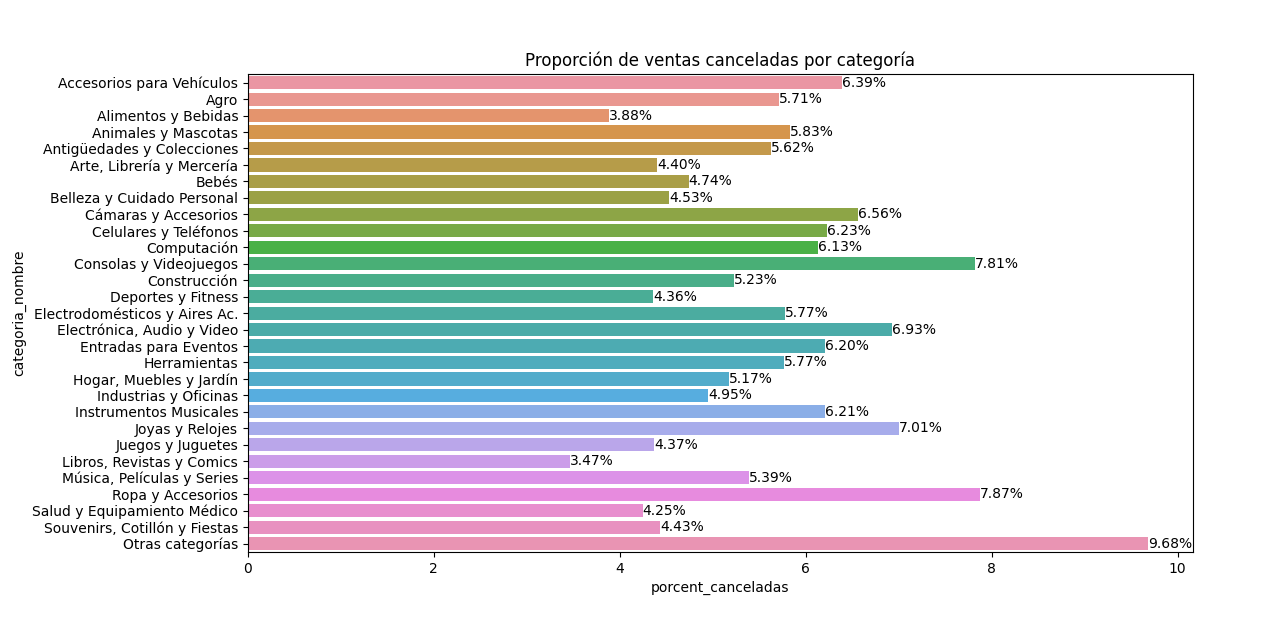 Proporción de ventas canceladas por categoría
categoria_nombre
Accesorios para Vehículos 6.39%
Agro 5.71%
Alimentos y Bebidas 3.88%
Animales y Mascotas 5.83%
Antigüedades y Colecciones 5.62%
Arte, Librería y Mercería 4.40%
Bebés 4.74%
Belleza y Cuidado Personal 4.53%
Cámaras y Accesorios 6.56%
Celulares y Teléfonos 6.23%
Computación 6.13%
Consolas y Videojuegos 7.81%
Construcción 5.23%
Deportes y Fitness 4.36%
Electrodomésticos y Aires Ac. 5.77%
Electrónica, Audio y Video 6.93%
Entradas para Eventos 6.20%
Herramientas 5.77%
Hogar, Muebles y Jardín 5.17%
Industrias y Oficinas 4.95%
Instrumentos Musicales 6.21%
Joyas y Relojes 7.01%
Juegos y Juguetes 4.37%
Libros, Revistas y Comics 3.47%
Música, Películas y Series 5.39%
Ropa y Accesorios 7.87%
Salud y Equipamiento Médico 4.25%
Souvenirs, Cotillón y Fiestas 4.43%
Otras categorías 9.68%
0 2 4 6 8 10
porcent_canceladas